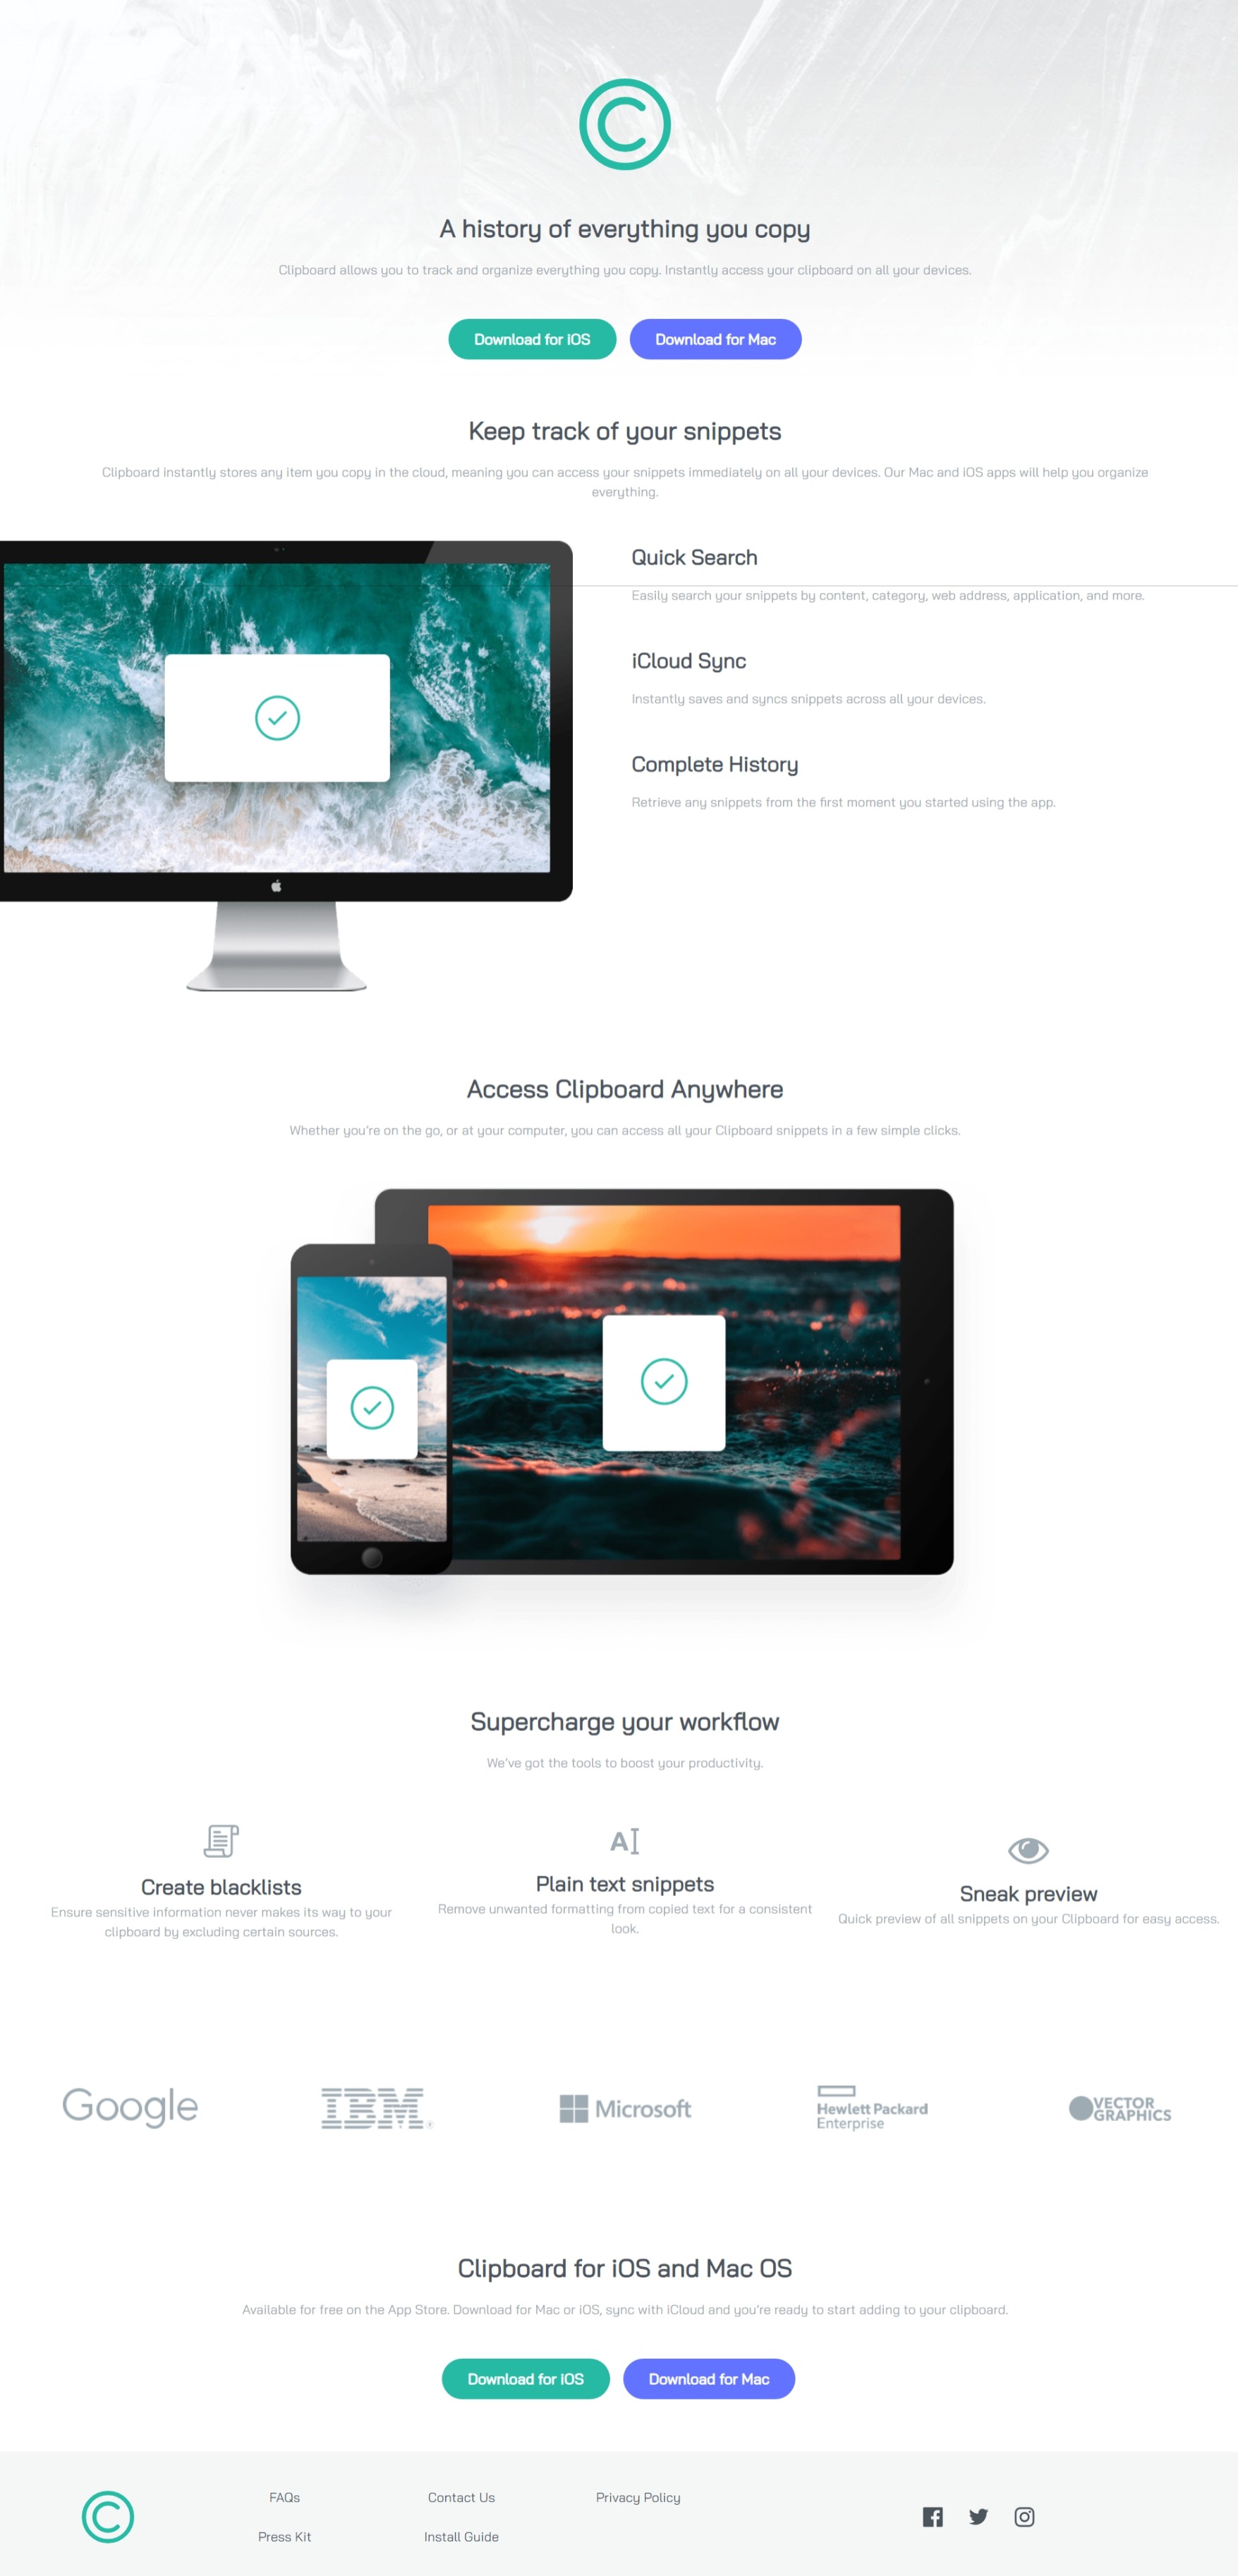 A history of everything you copy
Clipboard allows you to track and organize everything you copy. Instantly access your clipboard on all your devices.
Download for iOS
Download for Mac
Keep track of your snippets
Clipboard instantly stores any item you copy in the cloud, meaning you can access your snippets immediately on all your devices. Our Mac and iOS apps will help you organize
everything.
Quick Search
Easily search your snippets by content, category, web address, application, and more.
iCloud Sync
Instantly saves and syncs snippets across all your devices.
Complete History
Retrieve any snippets from the first moment you started using the app.
Access Clipboard Anywhere
Whether you're on the go, or at your computer, you can access all your Clipboard snippets in a few simple clicks.
Supercharge your workflow
We've got the tools to boost your productivity.
Create blacklists
Ensure sensitive information never makes its way to your
clipboard by excluding certain sources.
Plain text snippets
Remove unwanted formatting from copied text for a consistent
look.
Sneak preview
Quick preview of all snippets on your Clipboard for easy access.
Google
IBM
Microsoft
Hewlett Packard
Enterprise
VECTOR
GRAPHICS
Clipboard for iOS and Mac OS
Available for free on the App Store. Download for Mac or iOS, sync with iCloud and you're ready to start adding to your clipboard.
Download for iOS
Download for Mac
FAQs
Contact Us
Privacy Policy
Press Kit
Install Guide